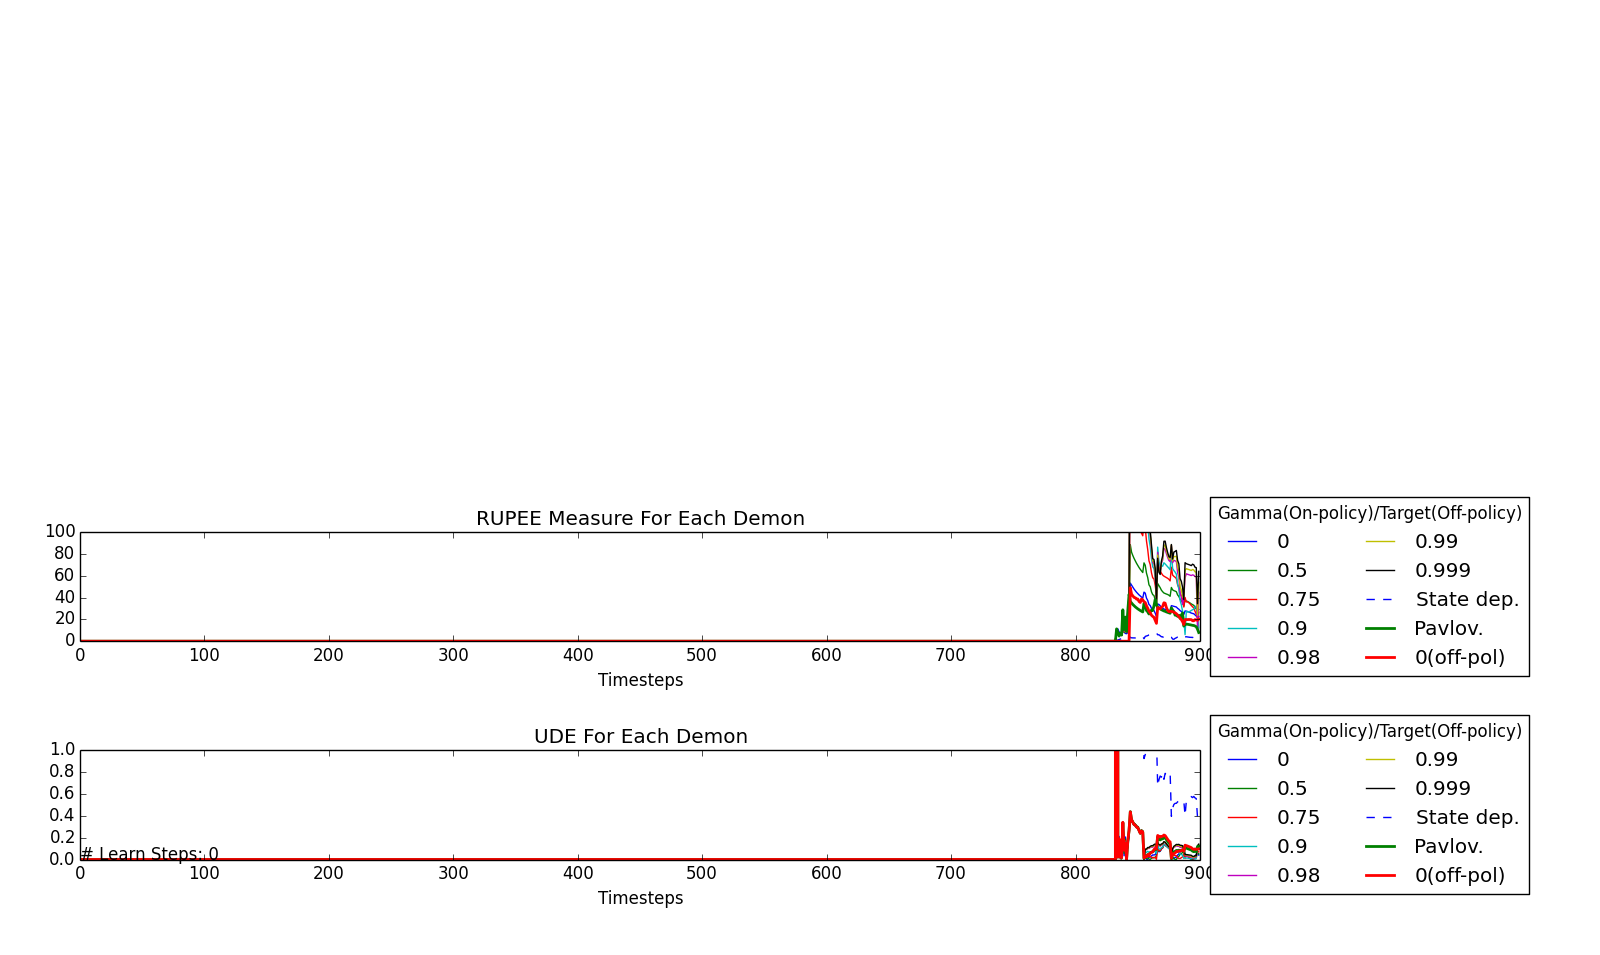 RUPEE Measure For Each Demon
100
80
60
40
20
0
0 100 200 300 400 500 600 700 800 900
Timesteps
Gamma(On-policy)/Target(Off-policy)
0 0.99
0.5 0.999
0.75 State dep.
0.9 Pavlov.
0.98 0(off-pol)
UDE For Each Demon
1.0
0.8
0.6
0.4
0.2
0.0
# Learn Steps: 0
0 100 200 300 400 500 600 700 800 900
Timesteps
Gamma(On-policy)/Target(Off-policy)
0 0.99
0.5 0.999
0.75 State dep.
0.9 Pavlov.
0.98 0(off-pol)